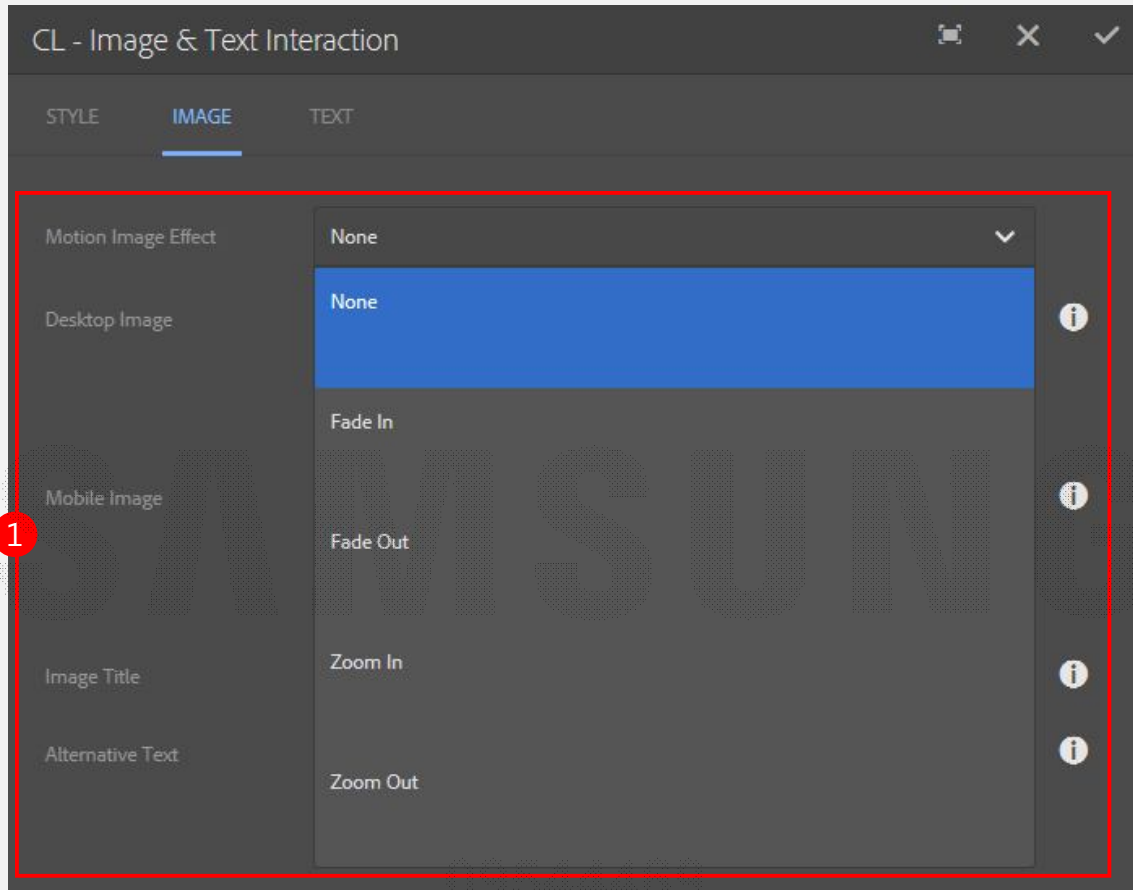 CL - Image & Text Interaction
STYLE IMAGE TEXT
Motion Image Effect None
None
Desktop Image
Fade In
Mobile Image
1
Fade Out
Zoom In
Image Title
Alternative Text
Zoom Out
SAMSUNG